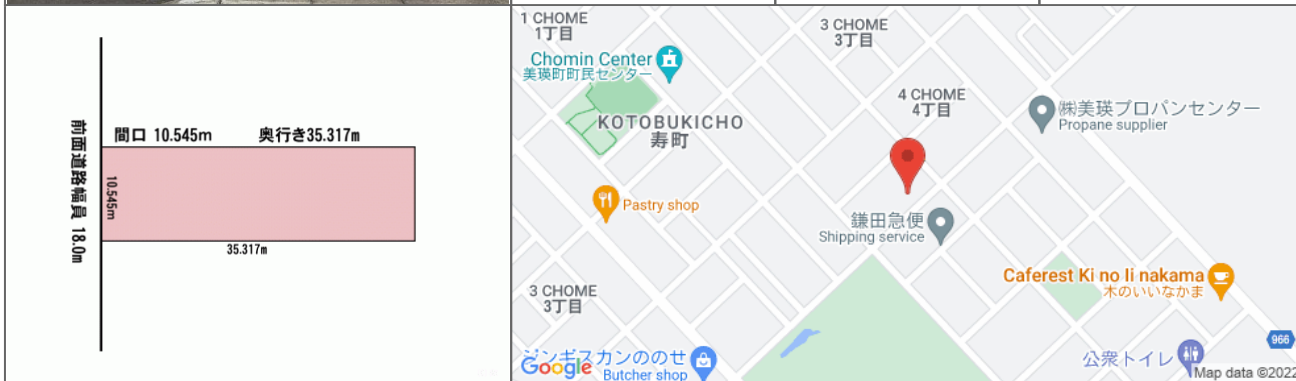 間口 10.545m 奥行き35.317m
前面道路幅員 18.0m
10.545m
35.317m
1 CHOME
1丁目
3 CHOME
3丁目
Chomin Center
美瑛町町民センター
4 CHOME
4丁目
㈱美瑛プロパンセンター
Propane supplier
KOTOBUKICHO
寿町
Pastry shop
鎌田急便
Shipping service
Caferest Ki no Ii nakama
木のいいなかま
3 CHOME
3丁目
966
ジンギスカンののせ
Butcher shop
公衆トイレ
Google
Map data ©2022